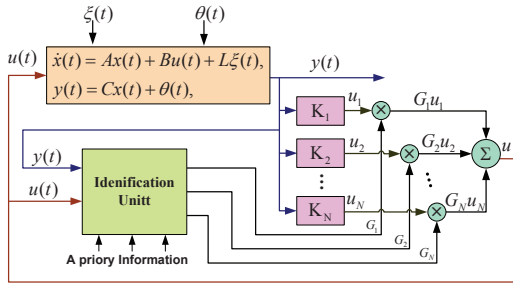 ξ(t) θ(t)
u(t)
ẋ(t) = Ax(t) + Bu(t) + Lξ(t),
y(t) = Cx(t) + θ(t),
y(t)
K₁ u₁ G₁u₁
K₂ u₂ G₂u₂
Σ u
K_N u_N G_Nu_N
y(t)
u(t)
Idenification
Unitt
G₁ G₂ G_N
A priory Information